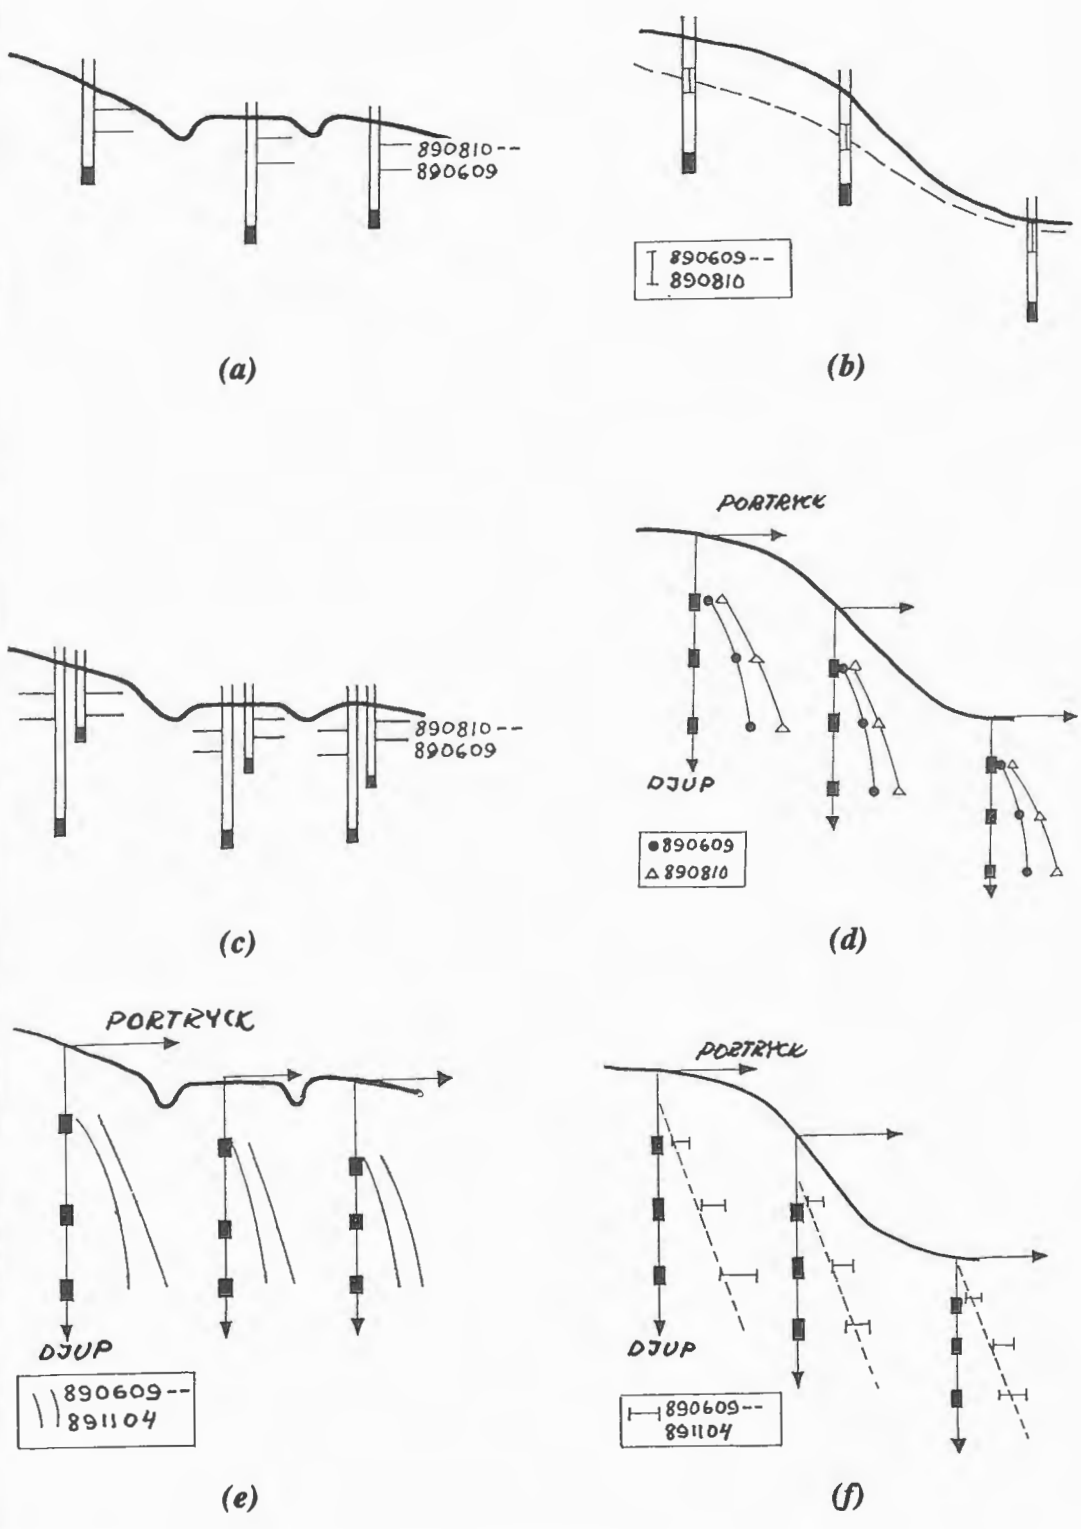 890810--
890609
(a)
890609--
890810
(b)
890810--
890609
(c)
PORTRYCK
DJUP
890609
890810
(d)
PORTRYCK
DJUP
890609--
891104
(e)
PORTRYCK
DJUP
890609--
891104
(f)